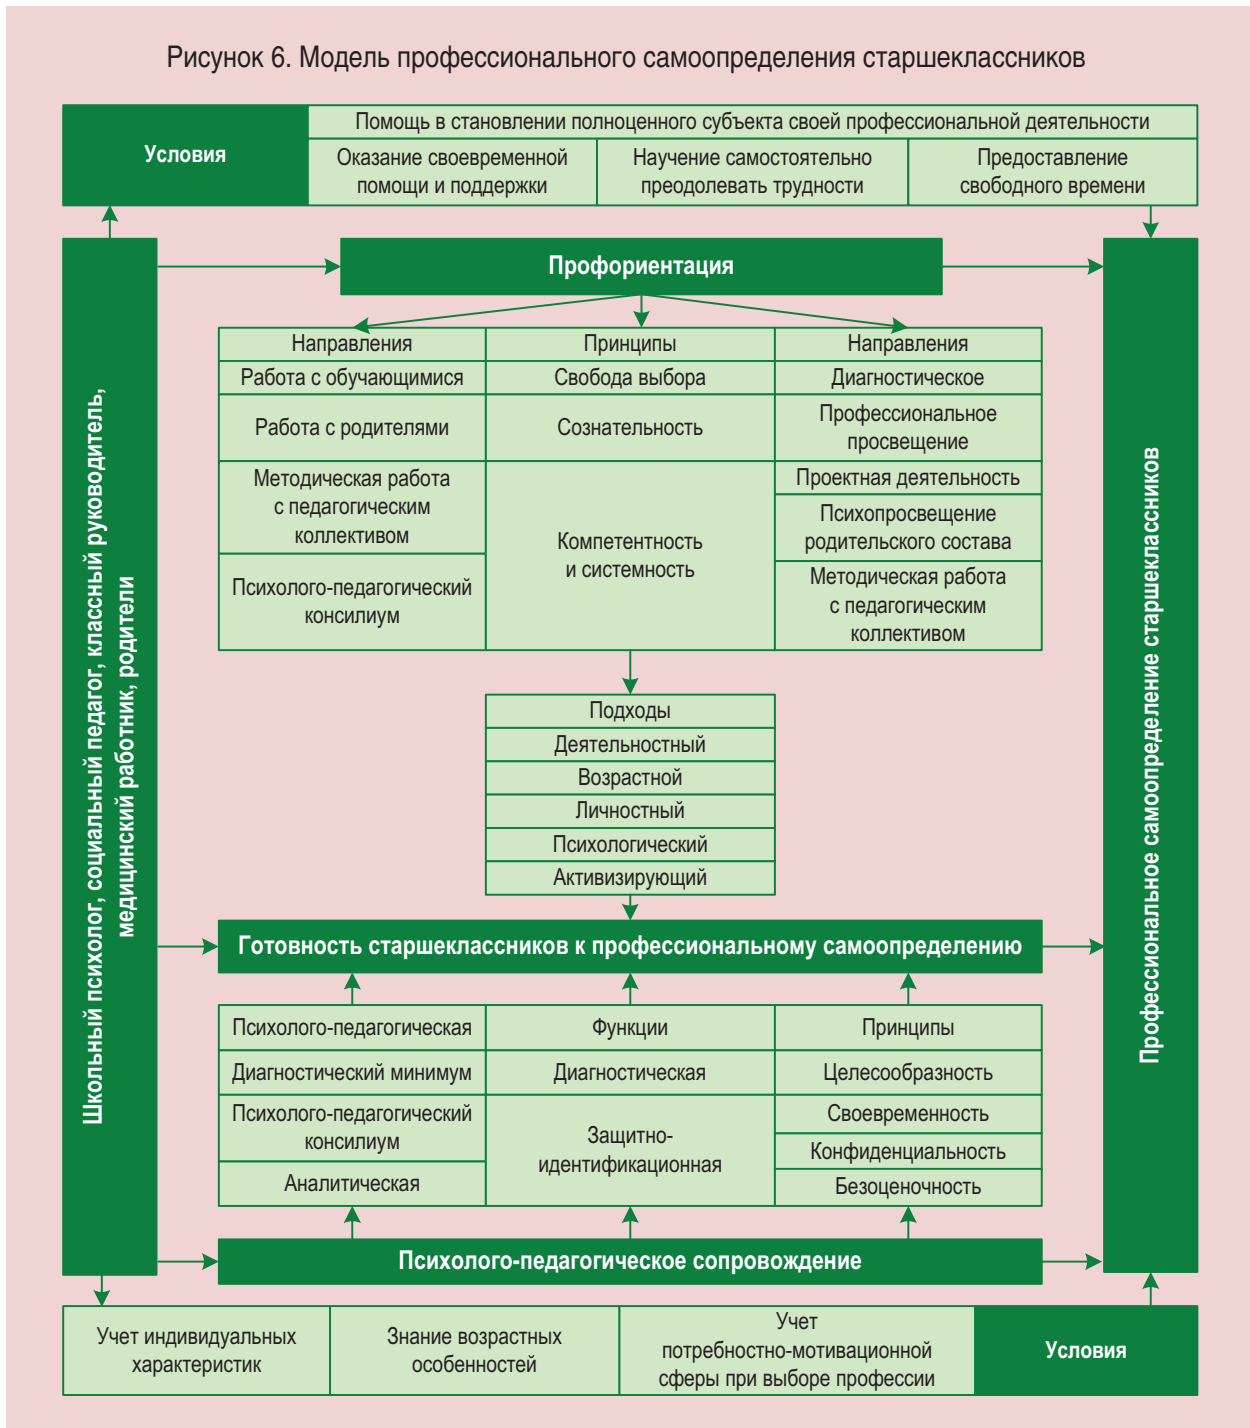 Рисунок 6. Модель профессионального самоопределения старшеклассников
Условия
Помощь в становлении полноценного субъекта своей профессиональной деятельности
Оказание своевременной
помощи и поддержки
Научение самостоятельно
преодолевать трудности
Предоставление
свободного времени
Школьный психолог, социальный педагог, классный руководитель,
медицинский работник, родители
Профориентация
Направления
Работа с обучающимися
Работа с родителями
Методическая работа
с педагогическим
коллективом
Психолого-педагогический
консилиум
Принципы
Свобода выбора
Сознательность
Компетентность
и системность
Направления
Диагностическое
Профессиональное
просвещение
Проектная деятельность
Психопросвещение
родительского состава
Методическая работа
с педагогическим
коллективом
Подходы
Деятельностный
Возрастной
Личностный
Психологический
Активизирующий
Готовность старшеклассников к профессиональному самоопределению
Психолого-педагогическая
Диагностический минимум
Психолого-педагогический
консилиум
Аналитическая
Функции
Диагностическая
Защитно-
идентификационная
Принципы
Целесообразность
Своевременность
Конфиденциальность
Безоценочность
Психолого-педагогическое сопровождение
Профессиональное самоопределение старшеклассников
Учет индивидуальных
характеристик
Знание возрастных
особенностей
Учет
потребностно-мотивационной
сферы при выборе профессии
Условия